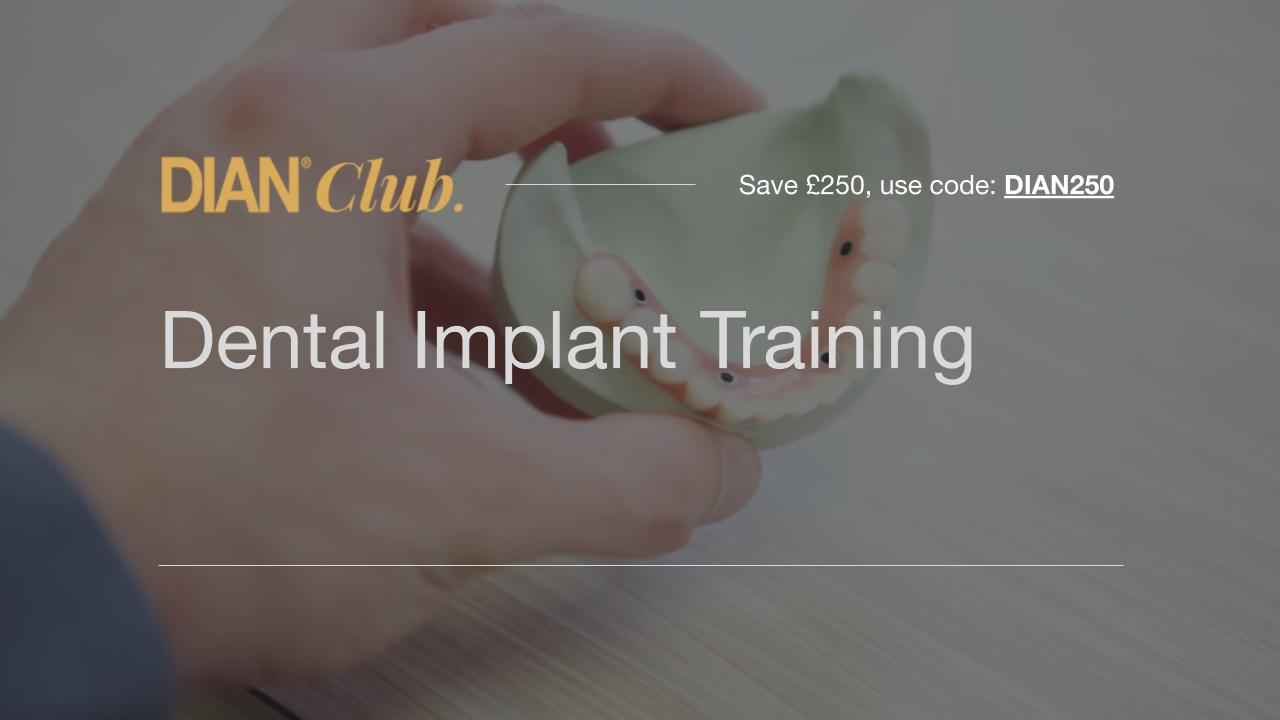 DIAN® Club.
Save £250, use code: DIAN250
Dental Implant Training